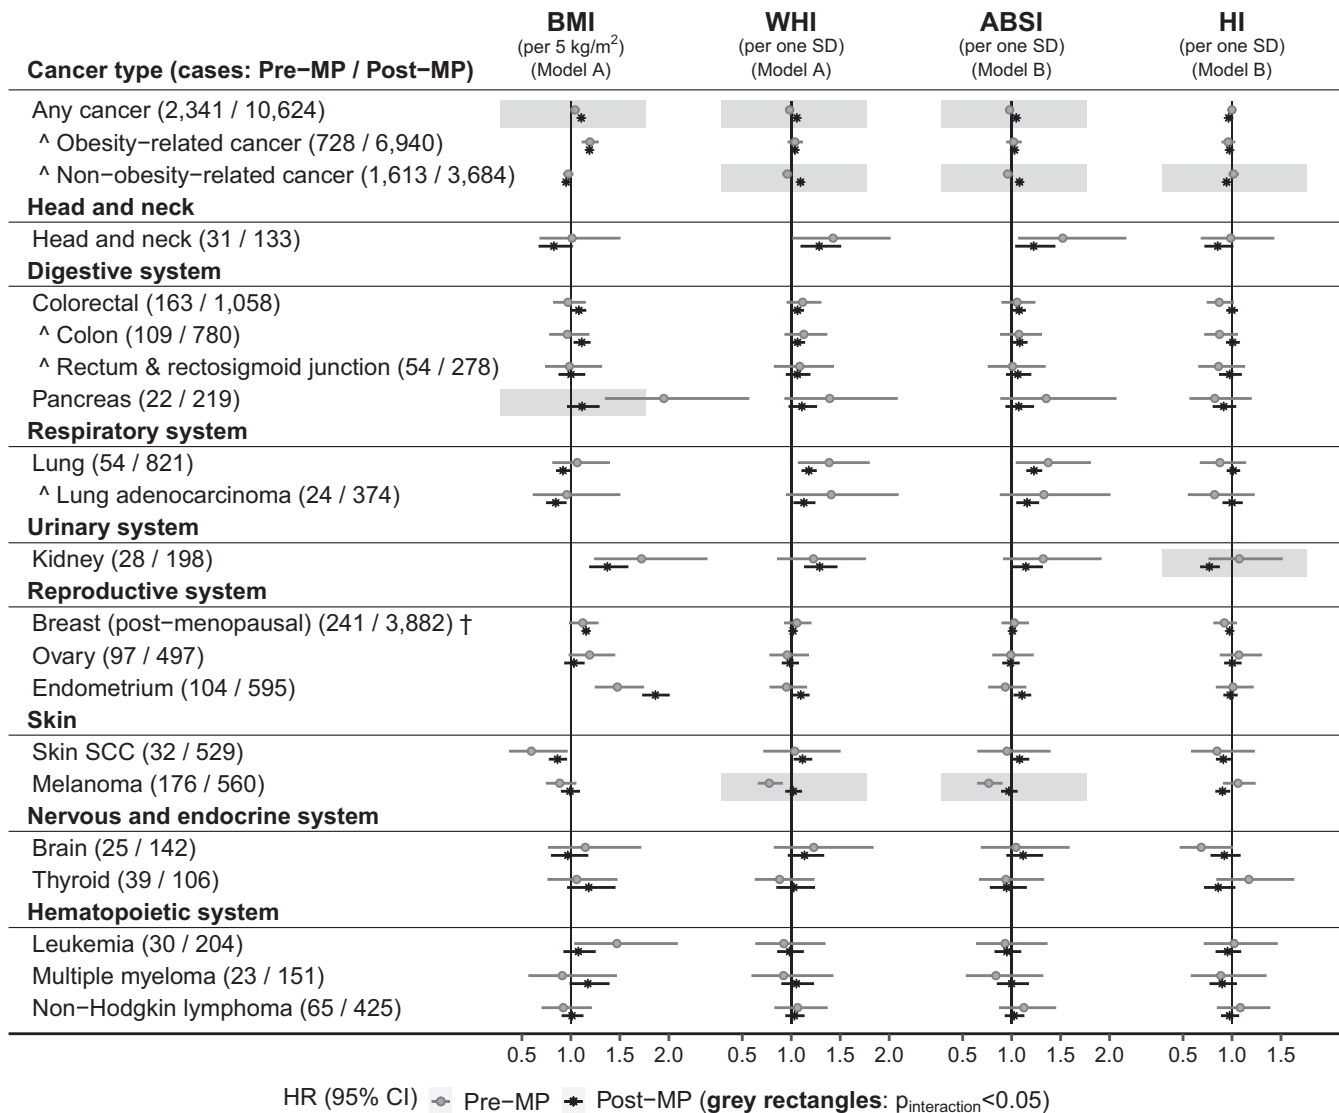 BMI WHI ABSI HI
(per 5 kg/m²) (per one SD) (per one SD) (per one SD)
Cancer type (cases: Pre−MP / Post−MP) (Model A) (Model A) (Model B) (Model B)
Any cancer (2,341 / 10,624)
^ Obesity−related cancer (728 / 6,940)
^ Non−obesity−related cancer (1,613 / 3,684)
Head and neck
Head and neck (31 / 133)
Digestive system
Colorectal (163 / 1,058)
^ Colon (109 / 780)
^ Rectum & rectosigmoid junction (54 / 278)
Pancreas (22 / 219)
Respiratory system
Lung (54 / 821)
^ Lung adenocarcinoma (24 / 374)
Urinary system
Kidney (28 / 198)
Reproductive system
Breast (post−menopausal) (241 / 3,882) †
Ovary (97 / 497)
Endometrium (104 / 595)
Skin
Skin SCC (32 / 529)
Melanoma (176 / 560)
Nervous and endocrine system
Brain (25 / 142)
Thyroid (39 / 106)
Hematopoietic system
Leukemia (30 / 204)
Multiple myeloma (23 / 151)
Non−Hodgkin lymphoma (65 / 425)
0.5 1.0 1.5 2.0 0.5 1.0 1.5 2.0 0.5 1.0 1.5 2.0 0.5 1.0 1.5
HR (95% CI) Pre−MP Post−MP (grey rectangles: p interaction<0.05)